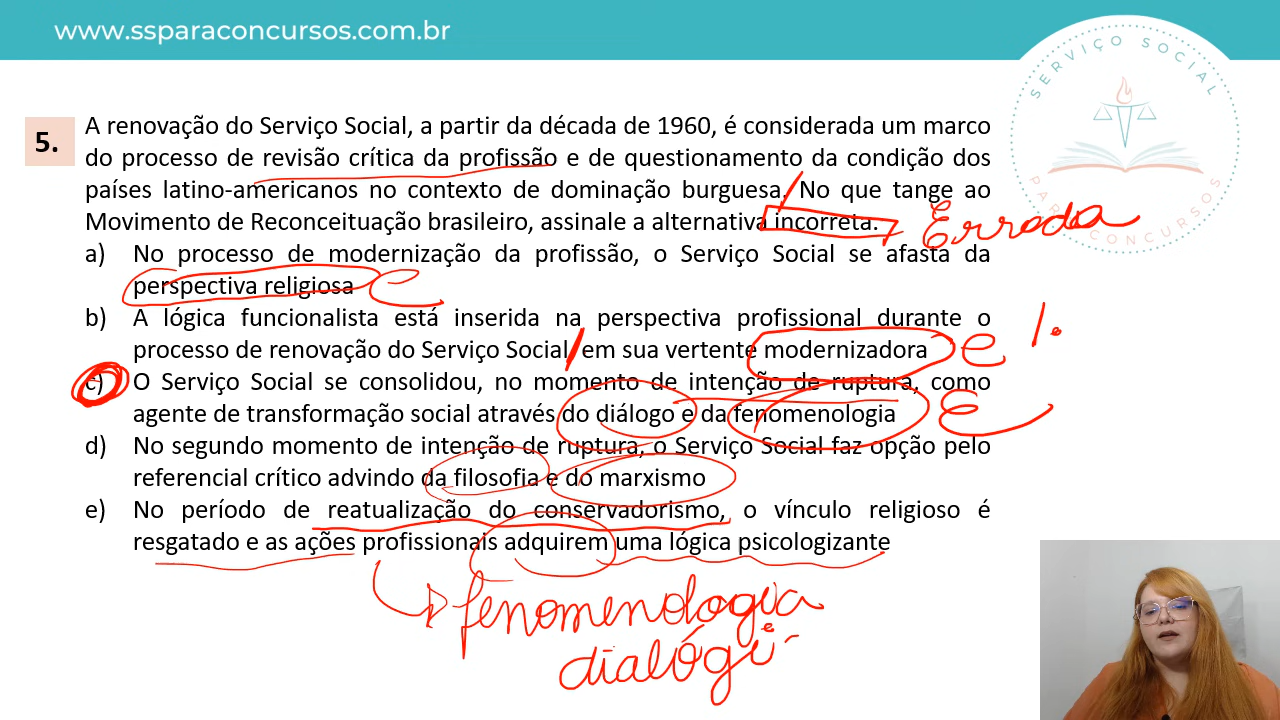 www.ssparaconcursos.com.br
SERVIÇO SOCIAL
PARA CONCURSOS
5.
A renovação do Serviço Social, a partir da década de 1960, é considerada um marco
do processo de revisão crítica da profissão e de questionamento da condição dos
países latino-americanos no contexto de dominação burguesa. No que tange ao
Movimento de Reconceituação brasileiro, assinale a alternativa incorreta.
Errada
a) No processo de modernização da profissão, o Serviço Social se afasta da
perspectiva religiosa
b) A lógica funcionalista está inserida na perspectiva profissional durante o
processo de renovação do Serviço Social em sua vertente modernizadora
c) O Serviço Social se consolidou, no momento de intenção de ruptura, como
agente de transformação social através do diálogo e da fenomenologia
d) No segundo momento de intenção de ruptura, o Serviço Social faz opção pelo
referencial crítico advindo da filosofia e do marxismo
e) No período de reatualização do conservadorismo, o vínculo religioso é
resgatado e as ações profissionais adquirem uma lógica psicologizante
fenomenologia
e
dialógi